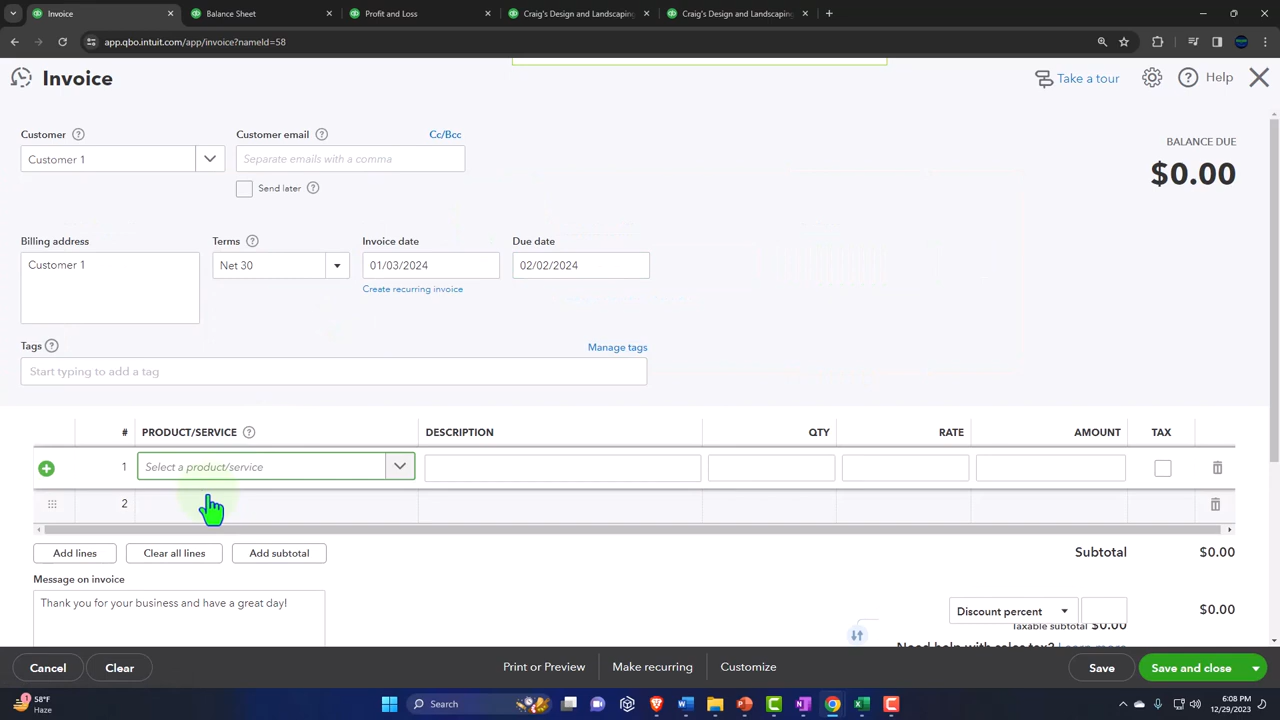 Invoice
Balance Sheet
Profit and Loss
Craig's Design and Landscaping
Craig's Design and Landscaping
app.qbo.intuit.com/app/invoice?nameId=58
Invoice
Take a tour
Help
Customer
Customer email
Cc/Bcc
BALANCE DUE
Customer 1
Separate emails with a comma
$0.00
Send later
Billing address
Terms
Invoice date
Due date
Customer 1
Net 30
01/03/2024
02/02/2024
Create recurring invoice
Tags
Manage tags
Start typing to add a tag
# PRODUCT/SERVICE DESCRIPTION QTY RATE AMOUNT TAX
1 Select a product/service
2
Add lines
Clear all lines
Add subtotal
Subtotal $0.00
Message on invoice
Thank you for your business and have a great day!
Discount percent
$0.00
Taxable subtotal $0.00
Need help with sales tax? Learn more
Cancel
Clear
Print or Preview
Make recurring
Customize
Save
Save and close
58°F
Haze
Search
6:08 PM
12/29/2023